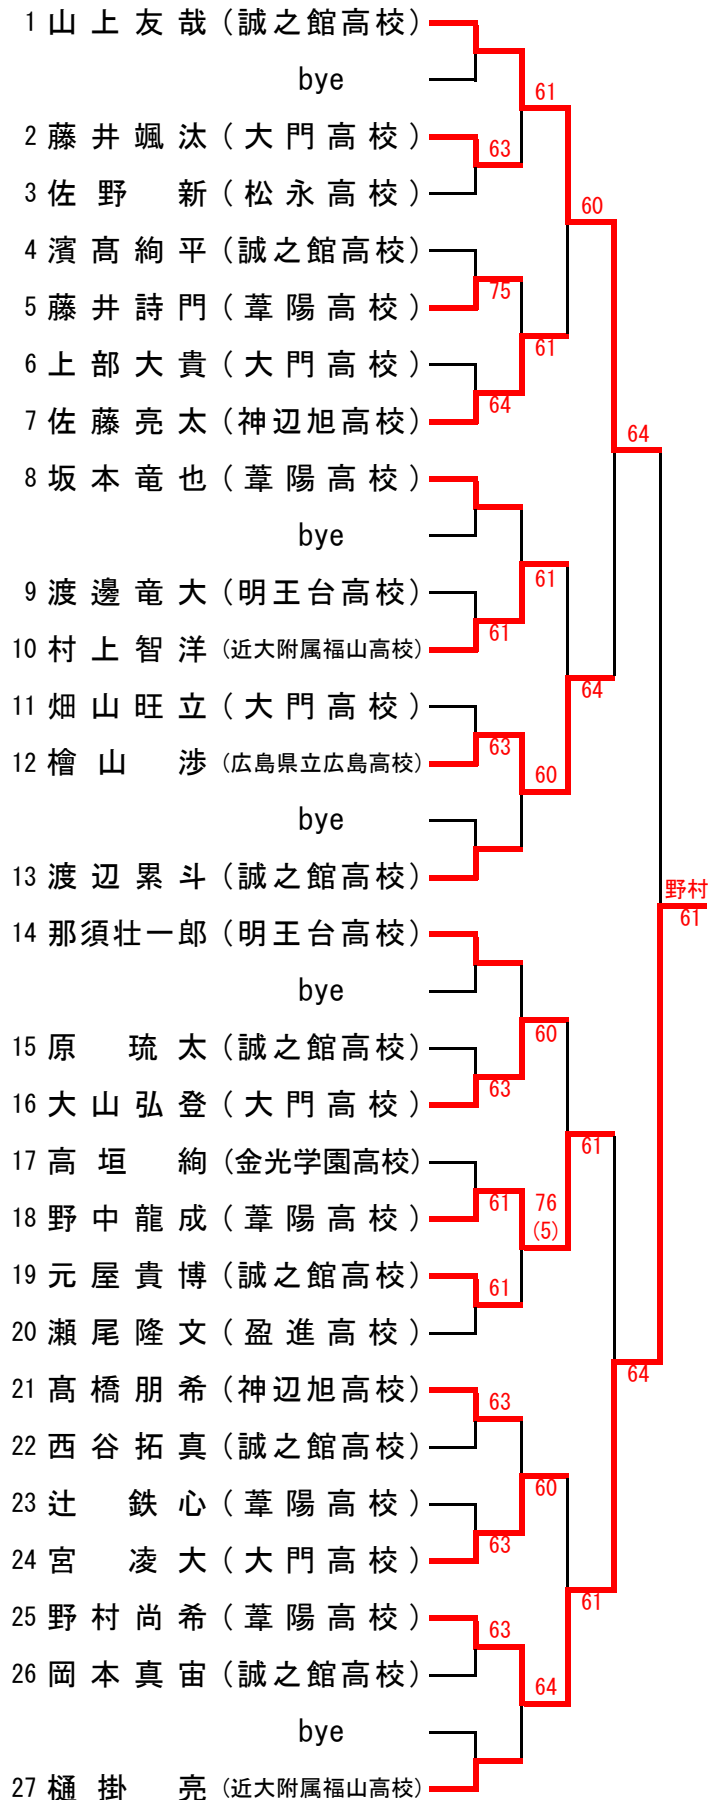 1 山上友哉 (誠之館高校)
bye
61
2 藤井颯汰 (大門高校)
63
3 佐野 新 (松永高校)
60
4 濱髙絢平 (誠之館高校)
75
5 藤井詩門 (葦陽高校)
61
6 上部大貴 (大門高校)
64
7 佐藤亮太 (神辺旭高校)
64
8 坂本竜也 (葦陽高校)
bye
61
9 渡邊竜大 (明王台高校)
61
10 村上智洋 (近大附属福山高校)
64
11 畑山旺立 (大門高校)
63
12 檜山 渉 (広島県立広島高校)
60
bye
13 渡辺累斗 (誠之館高校)
野村
61
14 那須壮一郎 (明王台高校)
bye
60
15 原 琉太 (誠之館高校)
63
16 大山弘登 (大門高校)
61
17 高垣 絢 (金光学園高校)
61
76
(5)
18 野中龍成 (葦陽高校)
19 元屋貴博 (誠之館高校)
61
20 瀬尾隆文 (盈進高校)
64
21 髙橋朋希 (神辺旭高校)
63
22 西谷拓真 (誠之館高校)
60
23 辻 鉄心 (葦陽高校)
63
24 宮 凌大 (大門高校)
61
25 野村尚希 (葦陽高校)
63
26 岡本真宙 (誠之館高校)
64
bye
27 樋掛 亮 (近大附属福山高校)